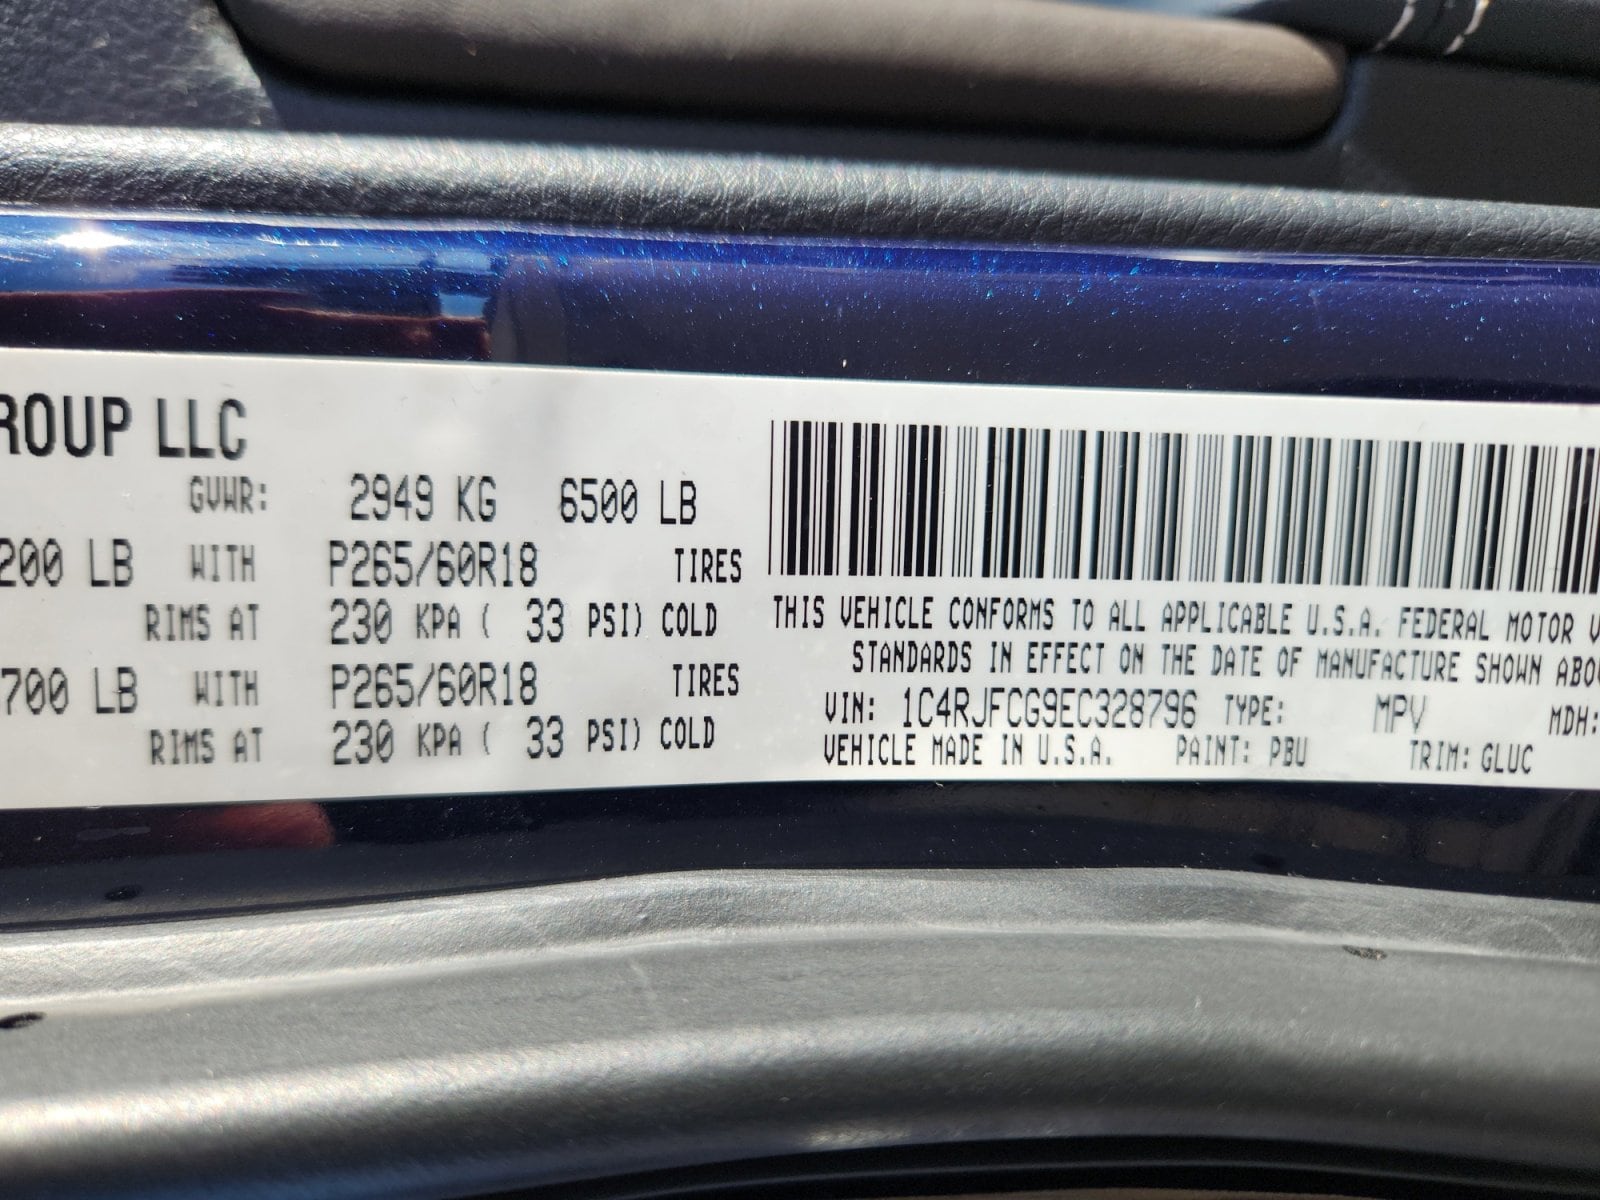 ROUP LLC
GVWR: 2949 KG 6500 LB
200 LB WITH P265/60R18 TIRES
RIMS AT 230 KPA ( 33 PSI) COLD
700 LB WITH P265/60R18 TIRES
RIMS AT 230 KPA ( 33 PSI) COLD
THIS VEHICLE CONFORMS TO ALL APPLICABLE U.S.A. FEDERAL MOTOR V
STANDARDS IN EFFECT ON THE DATE OF MANUFACTURE SHOWN ABO
VIN: 1C4RJFCG9EC328796 TYPE: MPV MDH:
VEHICLE MADE IN U.S.A. PAINT: PBU TRIM: GLUC